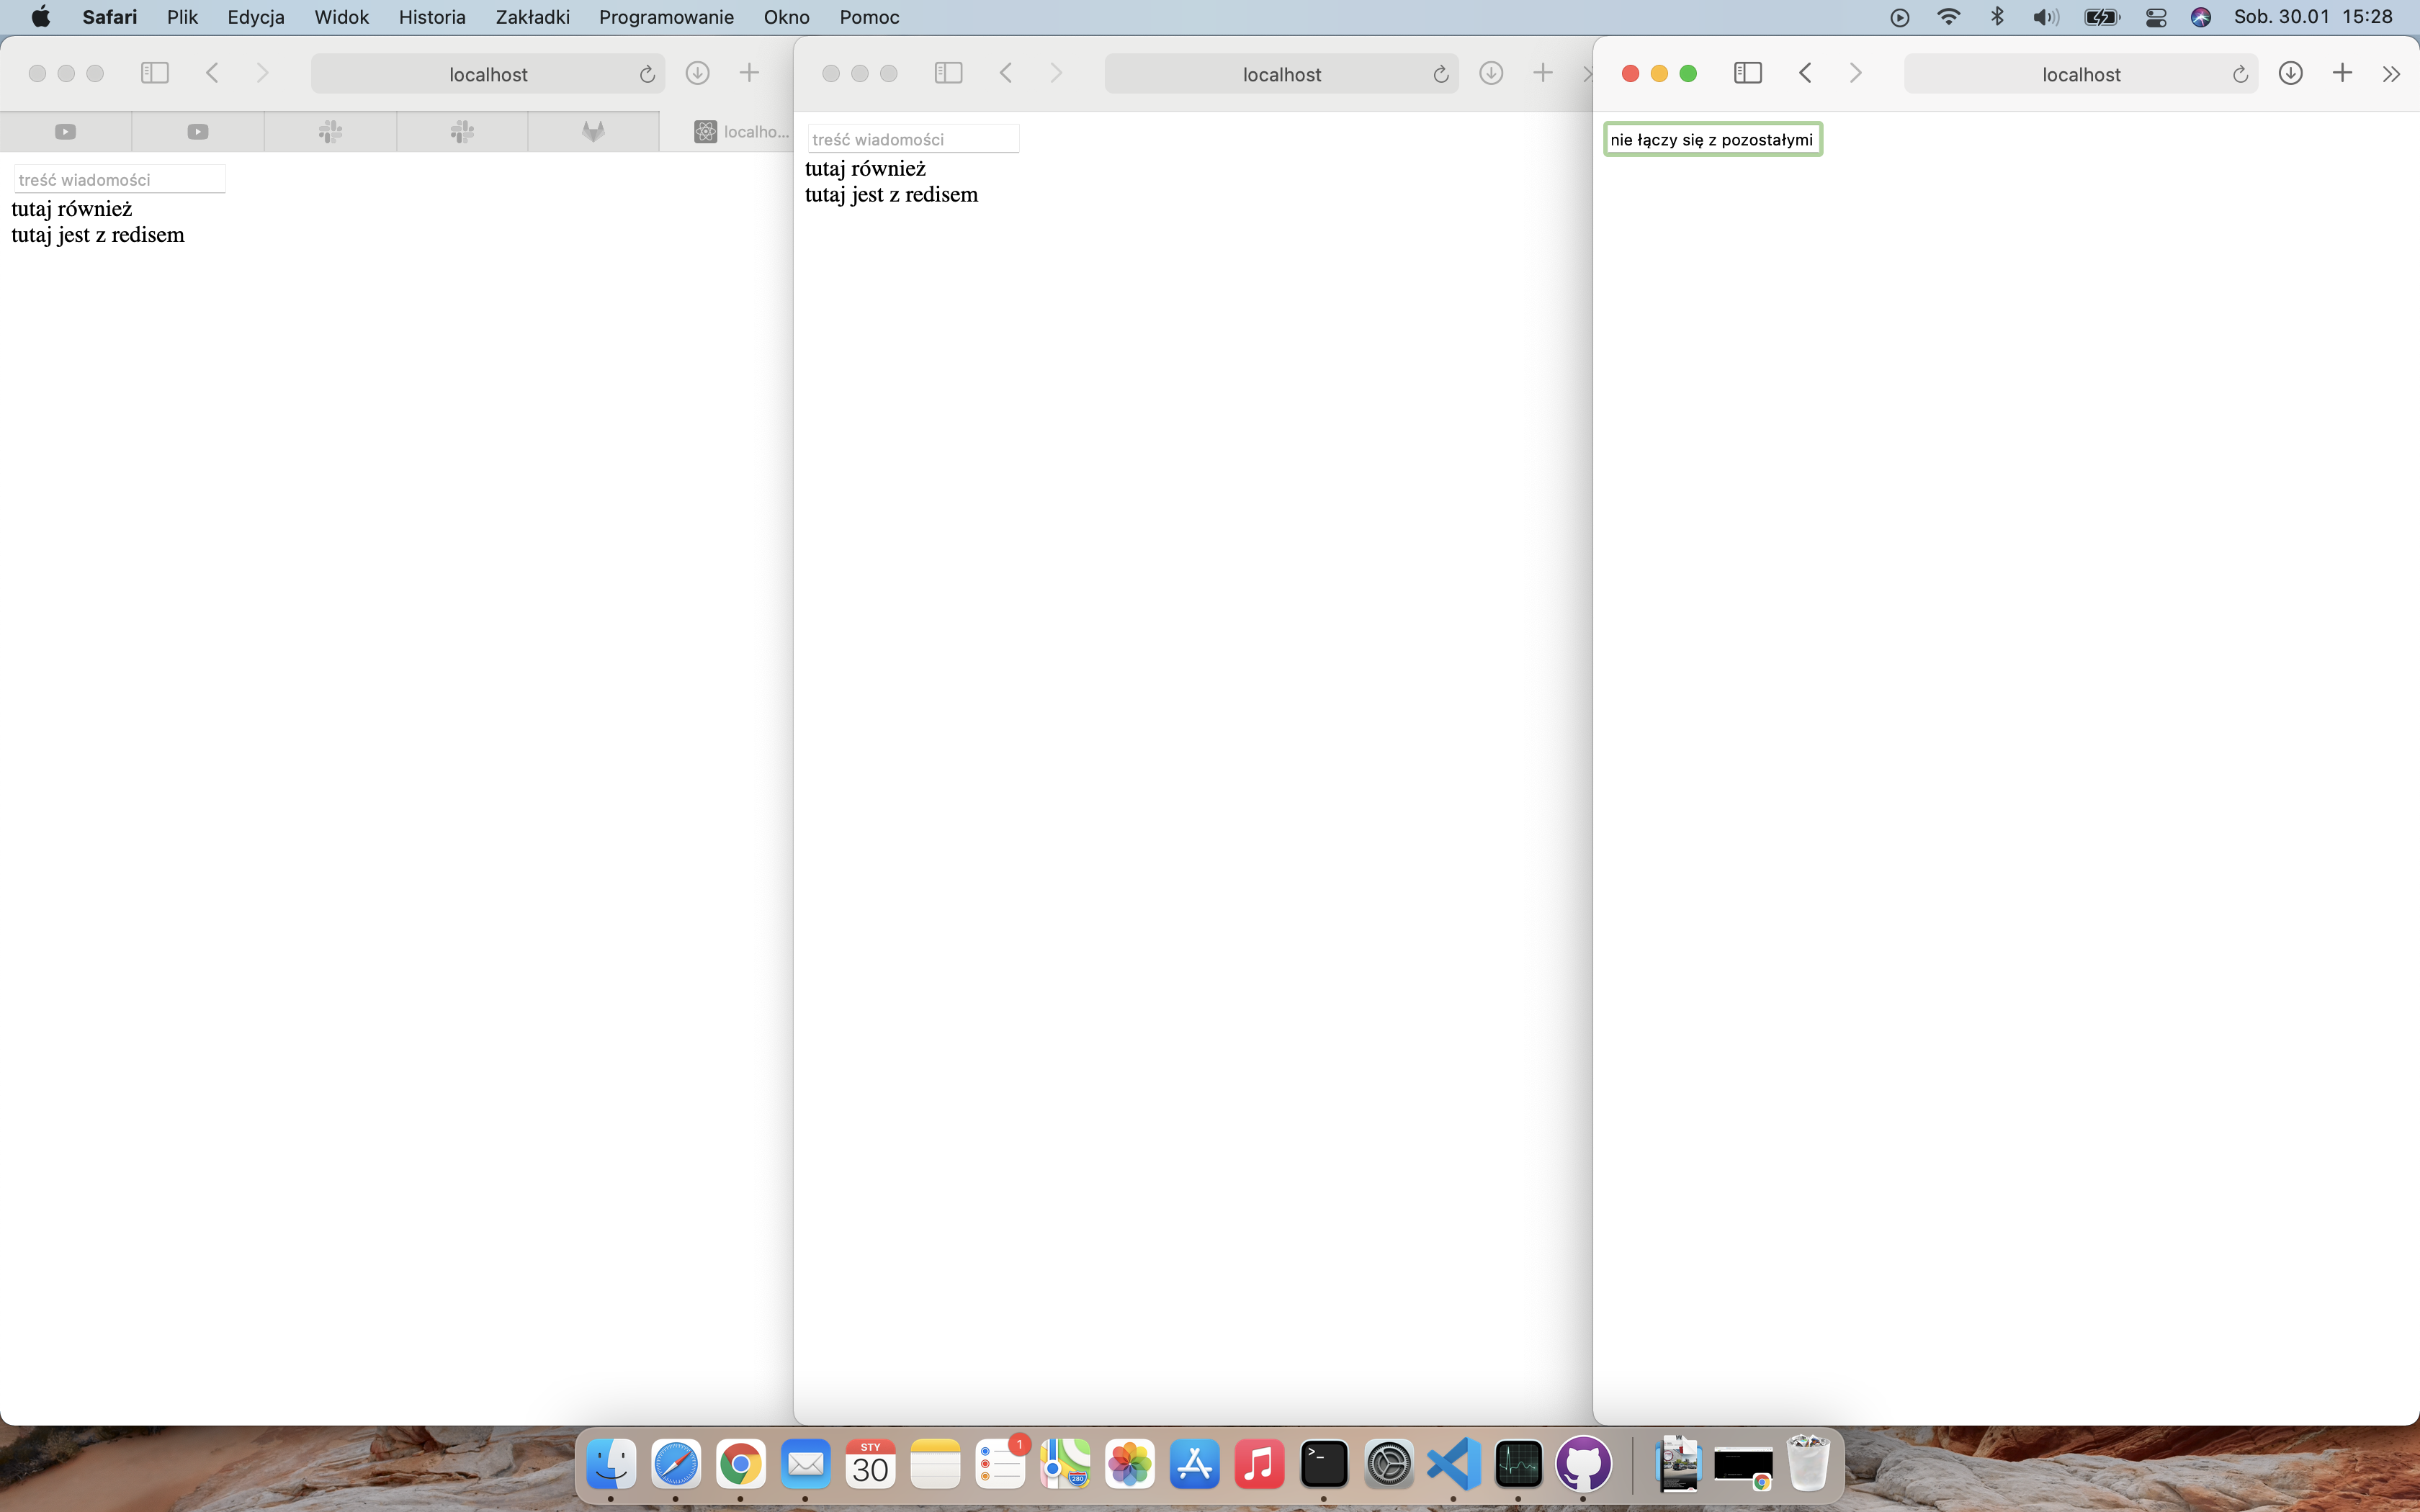 Safari Plik Edycja Widok Historia Zakładki Programowanie Okno Pomoc Sob. 30.01 15:28
localhost
localho...
treść wiadomości
tutaj również
tutaj jest z redisem
localhost
treść wiadomości
tutaj również
tutaj jest z redisem
localhost
nie łączy się z pozostałymi
STY
30
1
280